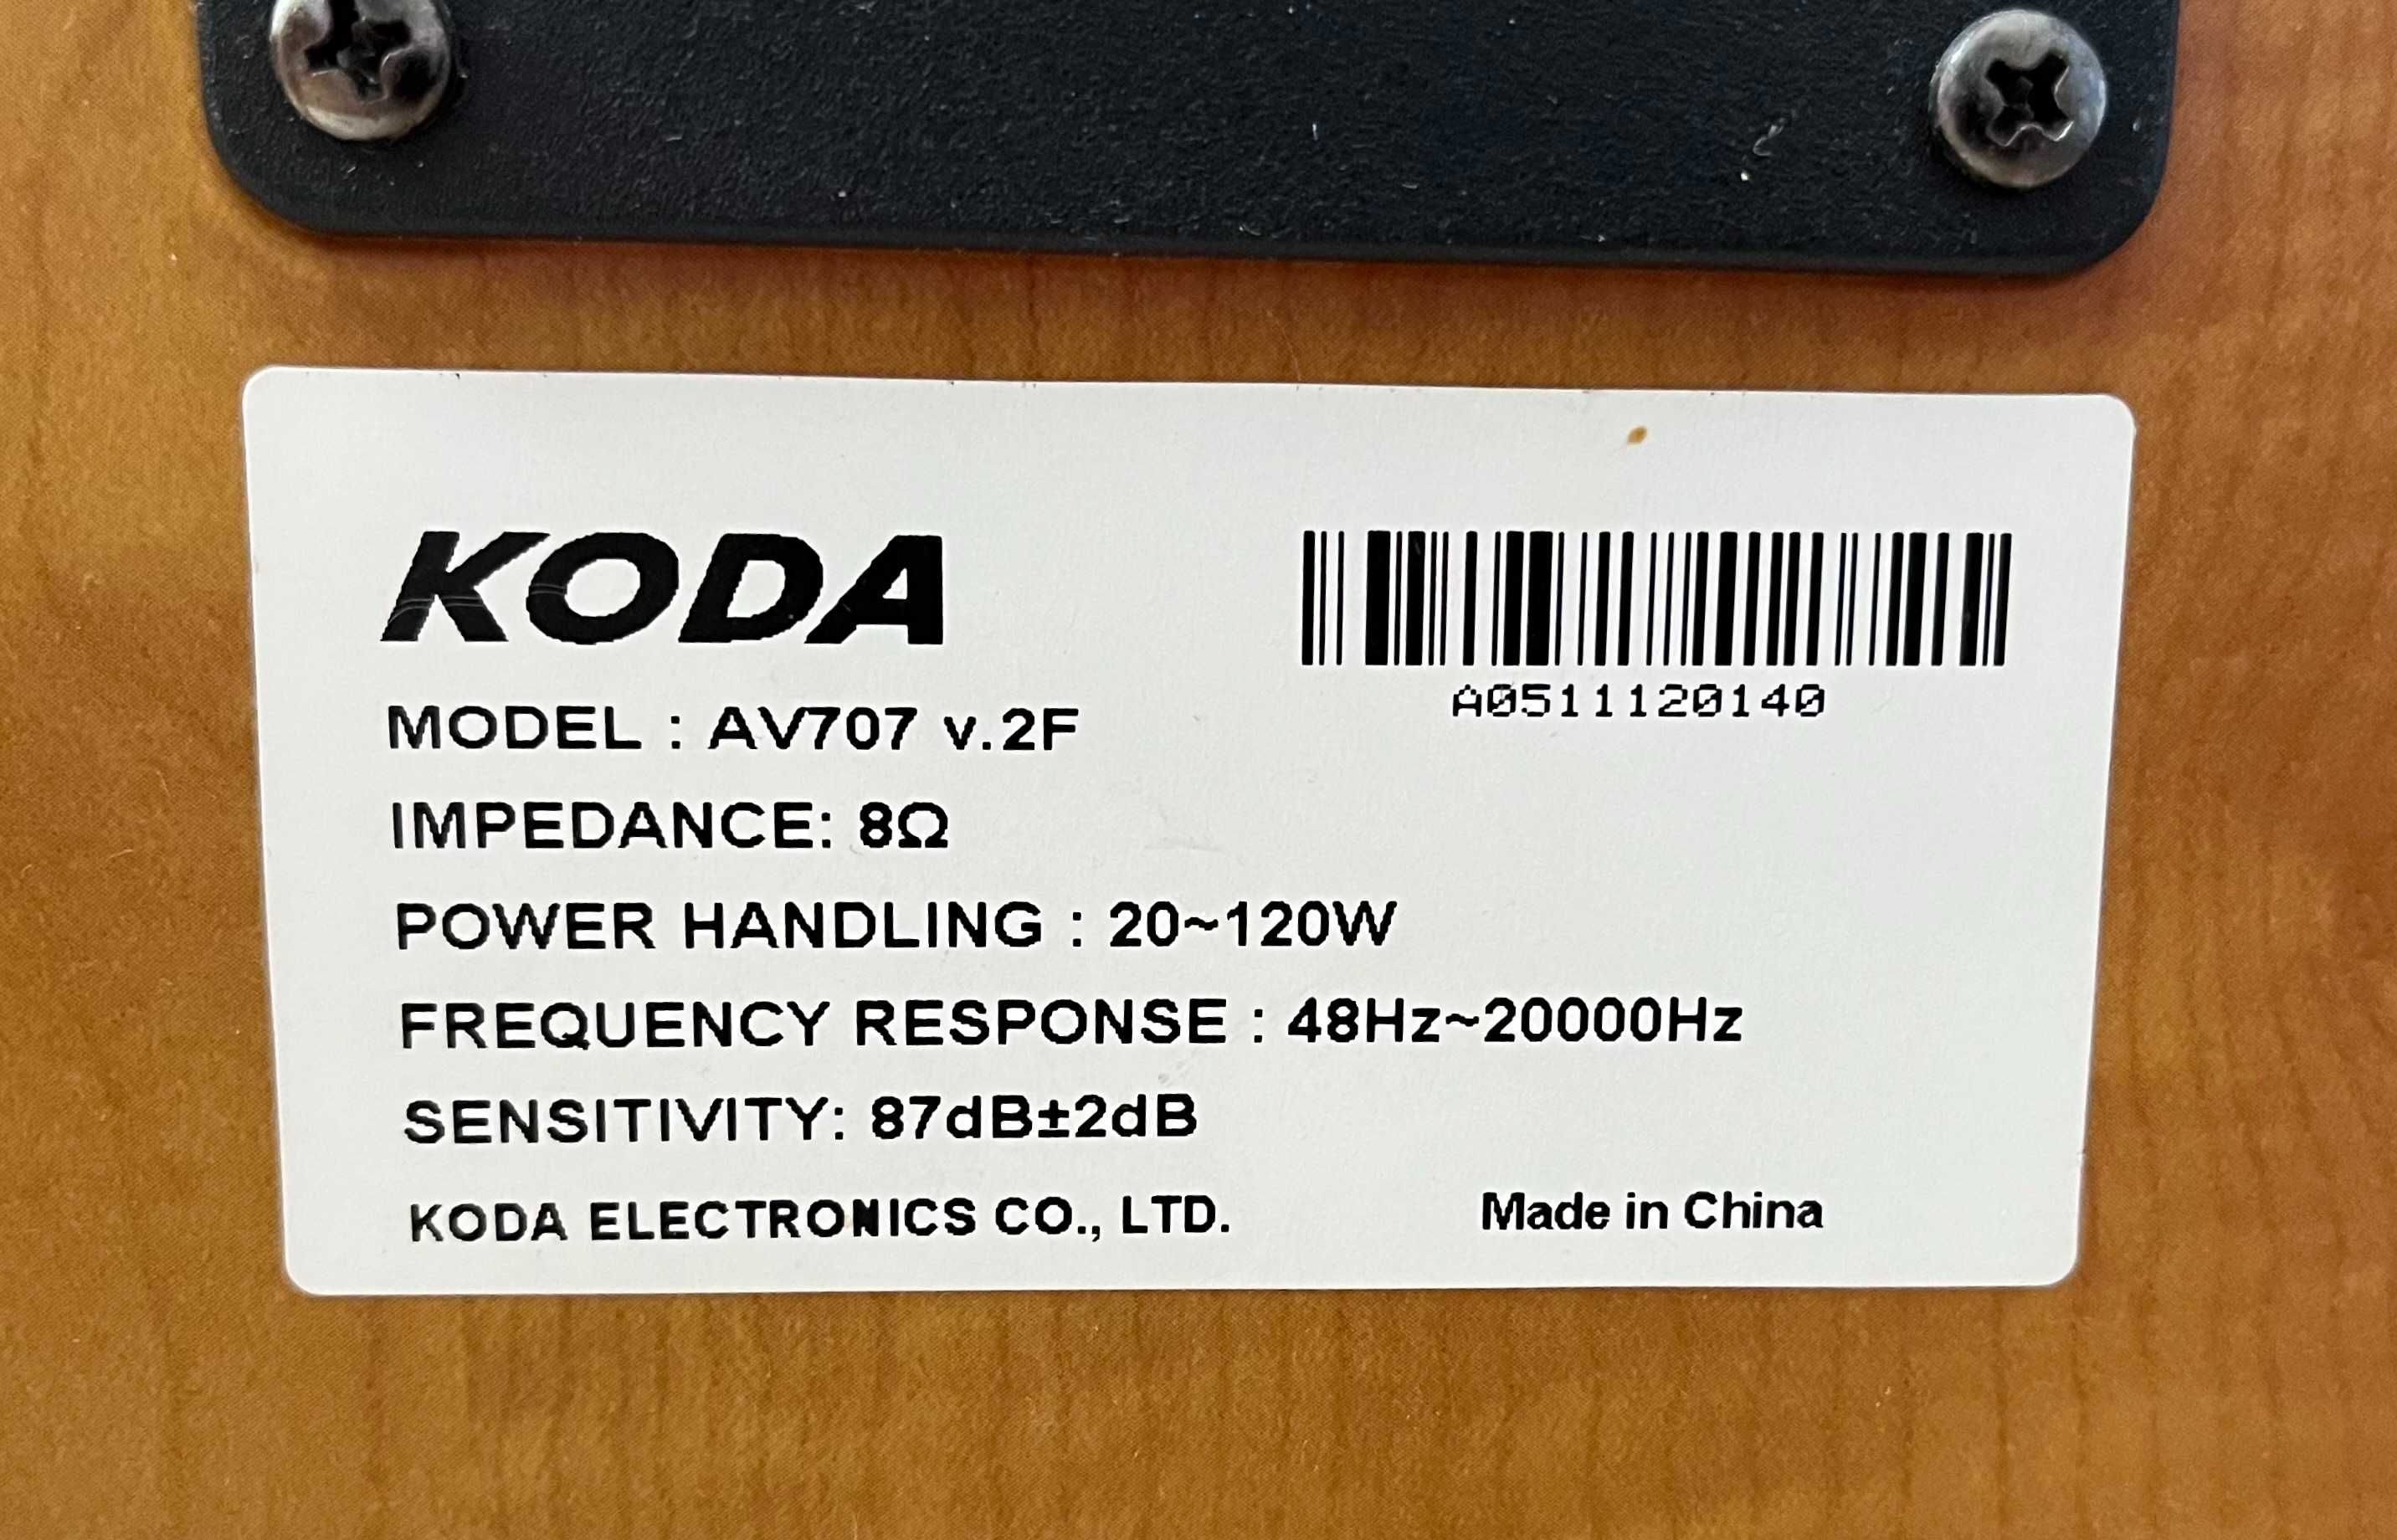 KODA
A0511120140
MODEL : AV707 v.2F
IMPEDANCE: 8Ω
POWER HANDLING : 20~120W
FREQUENCY RESPONSE : 48Hz~20000Hz
SENSITIVITY: 87dB±2dB
KODA ELECTRONICS CO., LTD.
Made in China